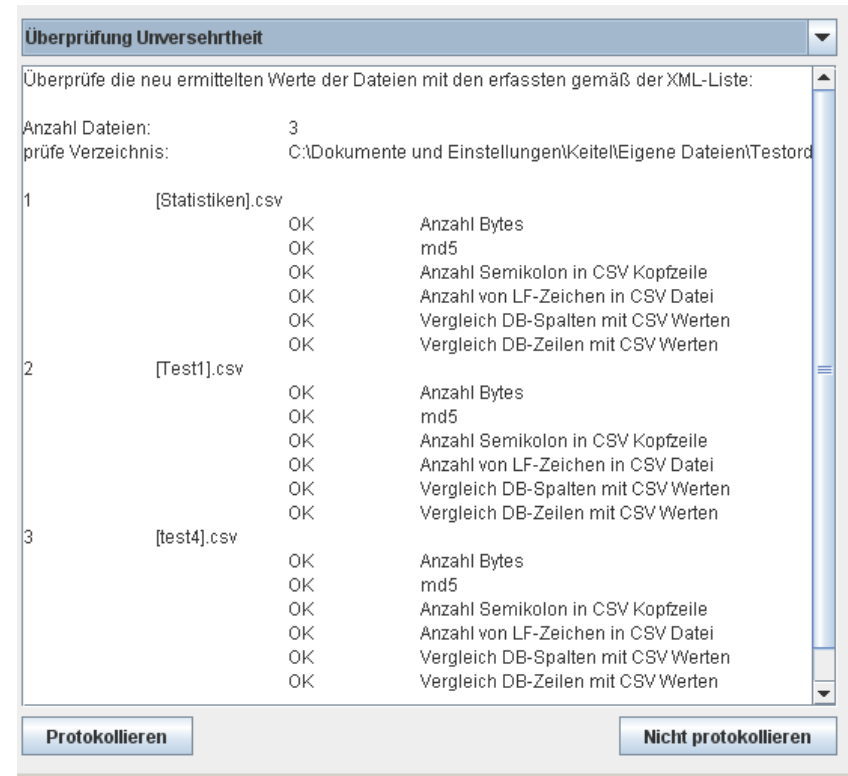 Überprüfung Unversehrtheit
Überprüfe die neu ermittelten Werte der Dateien mit den erfassten gemäß der XML-Liste:
Anzahl Dateien: 3
prüfe Verzeichnis: C:\Dokumente und Einstellungen\Keitel\Eigene Dateien\Testord
1 [Statistiken].csv
OK Anzahl Bytes
OK md5
OK Anzahl Semikolon in CSV Kopfzeile
OK Anzahl von LF-Zeichen in CSV Datei
OK Vergleich DB-Spalten mit CSV Werten
OK Vergleich DB-Zeilen mit CSV Werten
2 [Test1].csv
OK Anzahl Bytes
OK md5
OK Anzahl Semikolon in CSV Kopfzeile
OK Anzahl von LF-Zeichen in CSV Datei
OK Vergleich DB-Spalten mit CSV Werten
OK Vergleich DB-Zeilen mit CSV Werten
3 [test4].csv
OK Anzahl Bytes
OK md5
OK Anzahl Semikolon in CSV Kopfzeile
OK Anzahl von LF-Zeichen in CSV Datei
OK Vergleich DB-Spalten mit CSV Werten
OK Vergleich DB-Zeilen mit CSV Werten
Protokollieren Nicht protokollieren